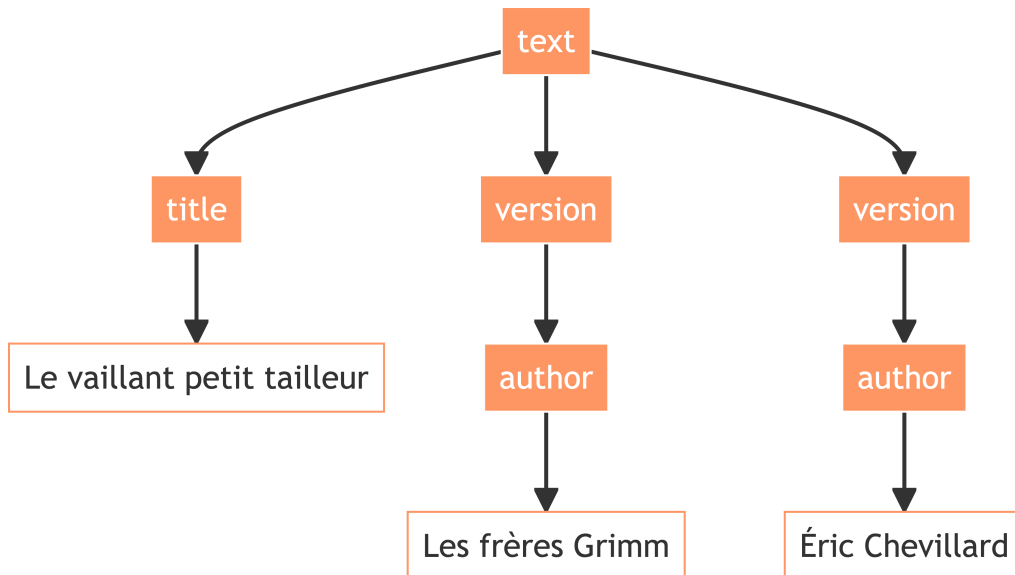 text
title
version
version
Le vaillant petit tailleur
author
author
Les frères Grimm
Éric Chevillard